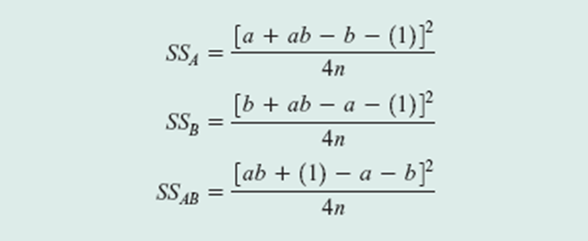 SS_A = [a + ab − b − (1)]² / 4n
SS_B = [b + ab − a − (1)]² / 4n
SS_AB = [ab + (1) − a − b]² / 4n